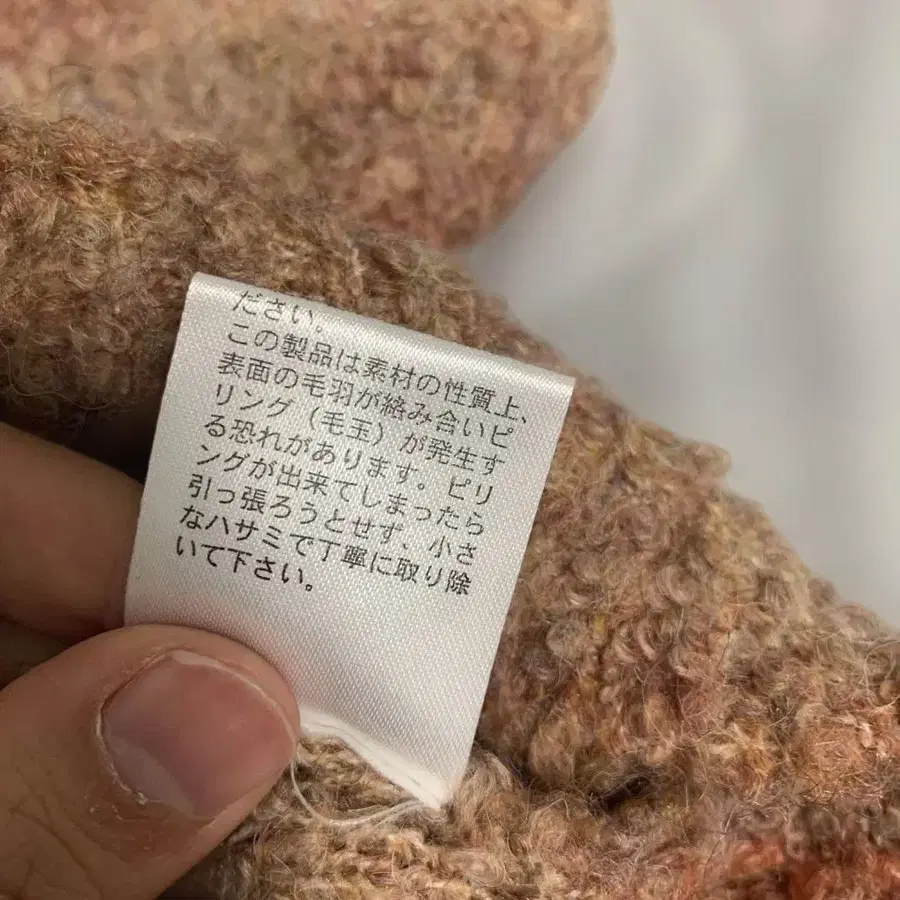 ださい。
この製品は素材の性質上、
表面の毛羽が絡み合いピ
リング（毛玉）が発生す
る恐れがあります。ピリ
ングが出来てしまったら
引っ張ろうとせず、小さ
なハサミで丁寧に取り除
いて下さい。